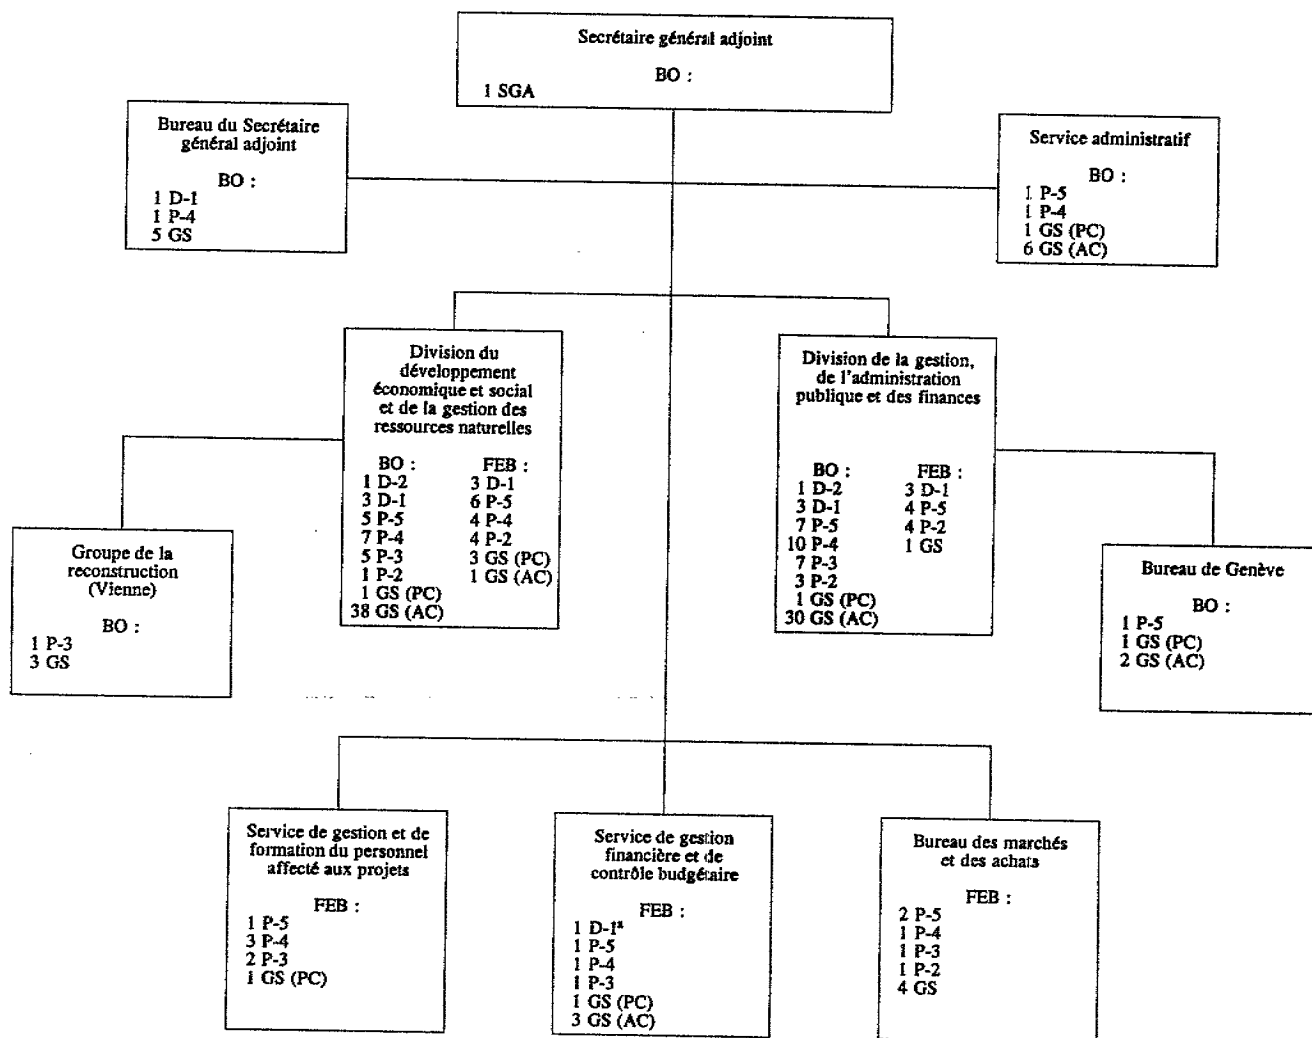 Secrétaire général adjoint
BO :
1 SGA
Bureau du Secrétaire
général adjoint
BO :
1 D-1
1 P-4
5 GS
Service administratif
BO :
1 P-5
1 P-4
1 GS (PC)
6 GS (AC)
Division du
développement
économique et social
et de la gestion des
ressources naturelles
BO :
1 D-2
3 D-1
5 P-5
7 P-4
5 P-3
1 P-2
1 GS (PC)
38 GS (AC)
FEB :
3 D-1
6 P-5
4 P-4
4 P-2
3 GS (PC)
1 GS (AC)
Division de la gestion,
de l'administration
publique et des finances
BO :
1 D-2
3 D-1
7 P-5
10 P-4
7 P-3
3 P-2
1 GS (PC)
30 GS (AC)
FEB :
3 D-1
4 P-5
4 P-2
1 GS
Groupe de la
reconstruction
(Vienne)
BO :
1 P-3
3 GS
Bureau de Genève
BO :
1 P-5
1 GS (PC)
2 GS (AC)
Service de gestion et de
formation du personnel
affecté aux projets
FEB :
1 P-5
3 P-4
2 P-3
1 GS (PC)
Service de gestion
financière et de
contrôle budgétaire
FEB :
1 D-1ª
1 P-5
1 P-4
1 P-3
1 GS (PC)
3 GS (AC)
Bureau des marchés
et des achats
FEB :
2 P-5
1 P-4
1 P-3
1 P-2
4 GS